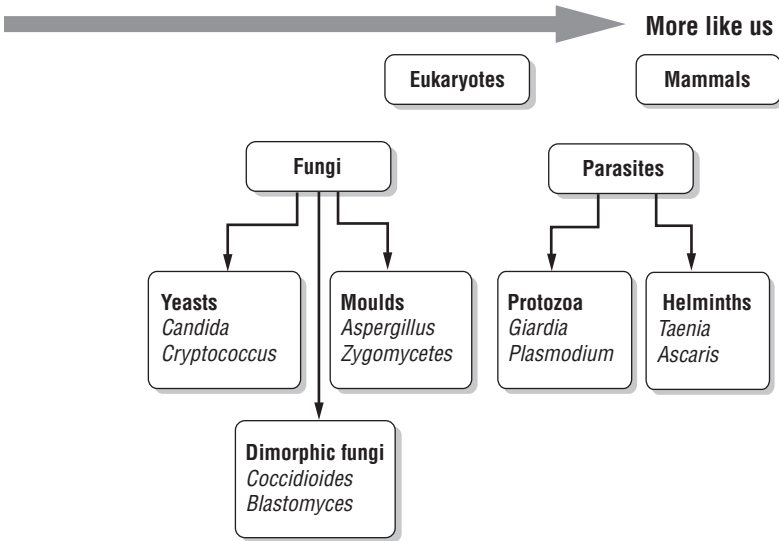 More like us
Eukaryotes
Mammals
Fungi
Parasites
Yeasts
Candida
Cryptococcus
Moulds
Aspergillus
Zygomycetes
Protozoa
Giardia
Plasmodium
Helminths
Taenia
Ascaris
Dimorphic fungi
Coccidioides
Blastomyces